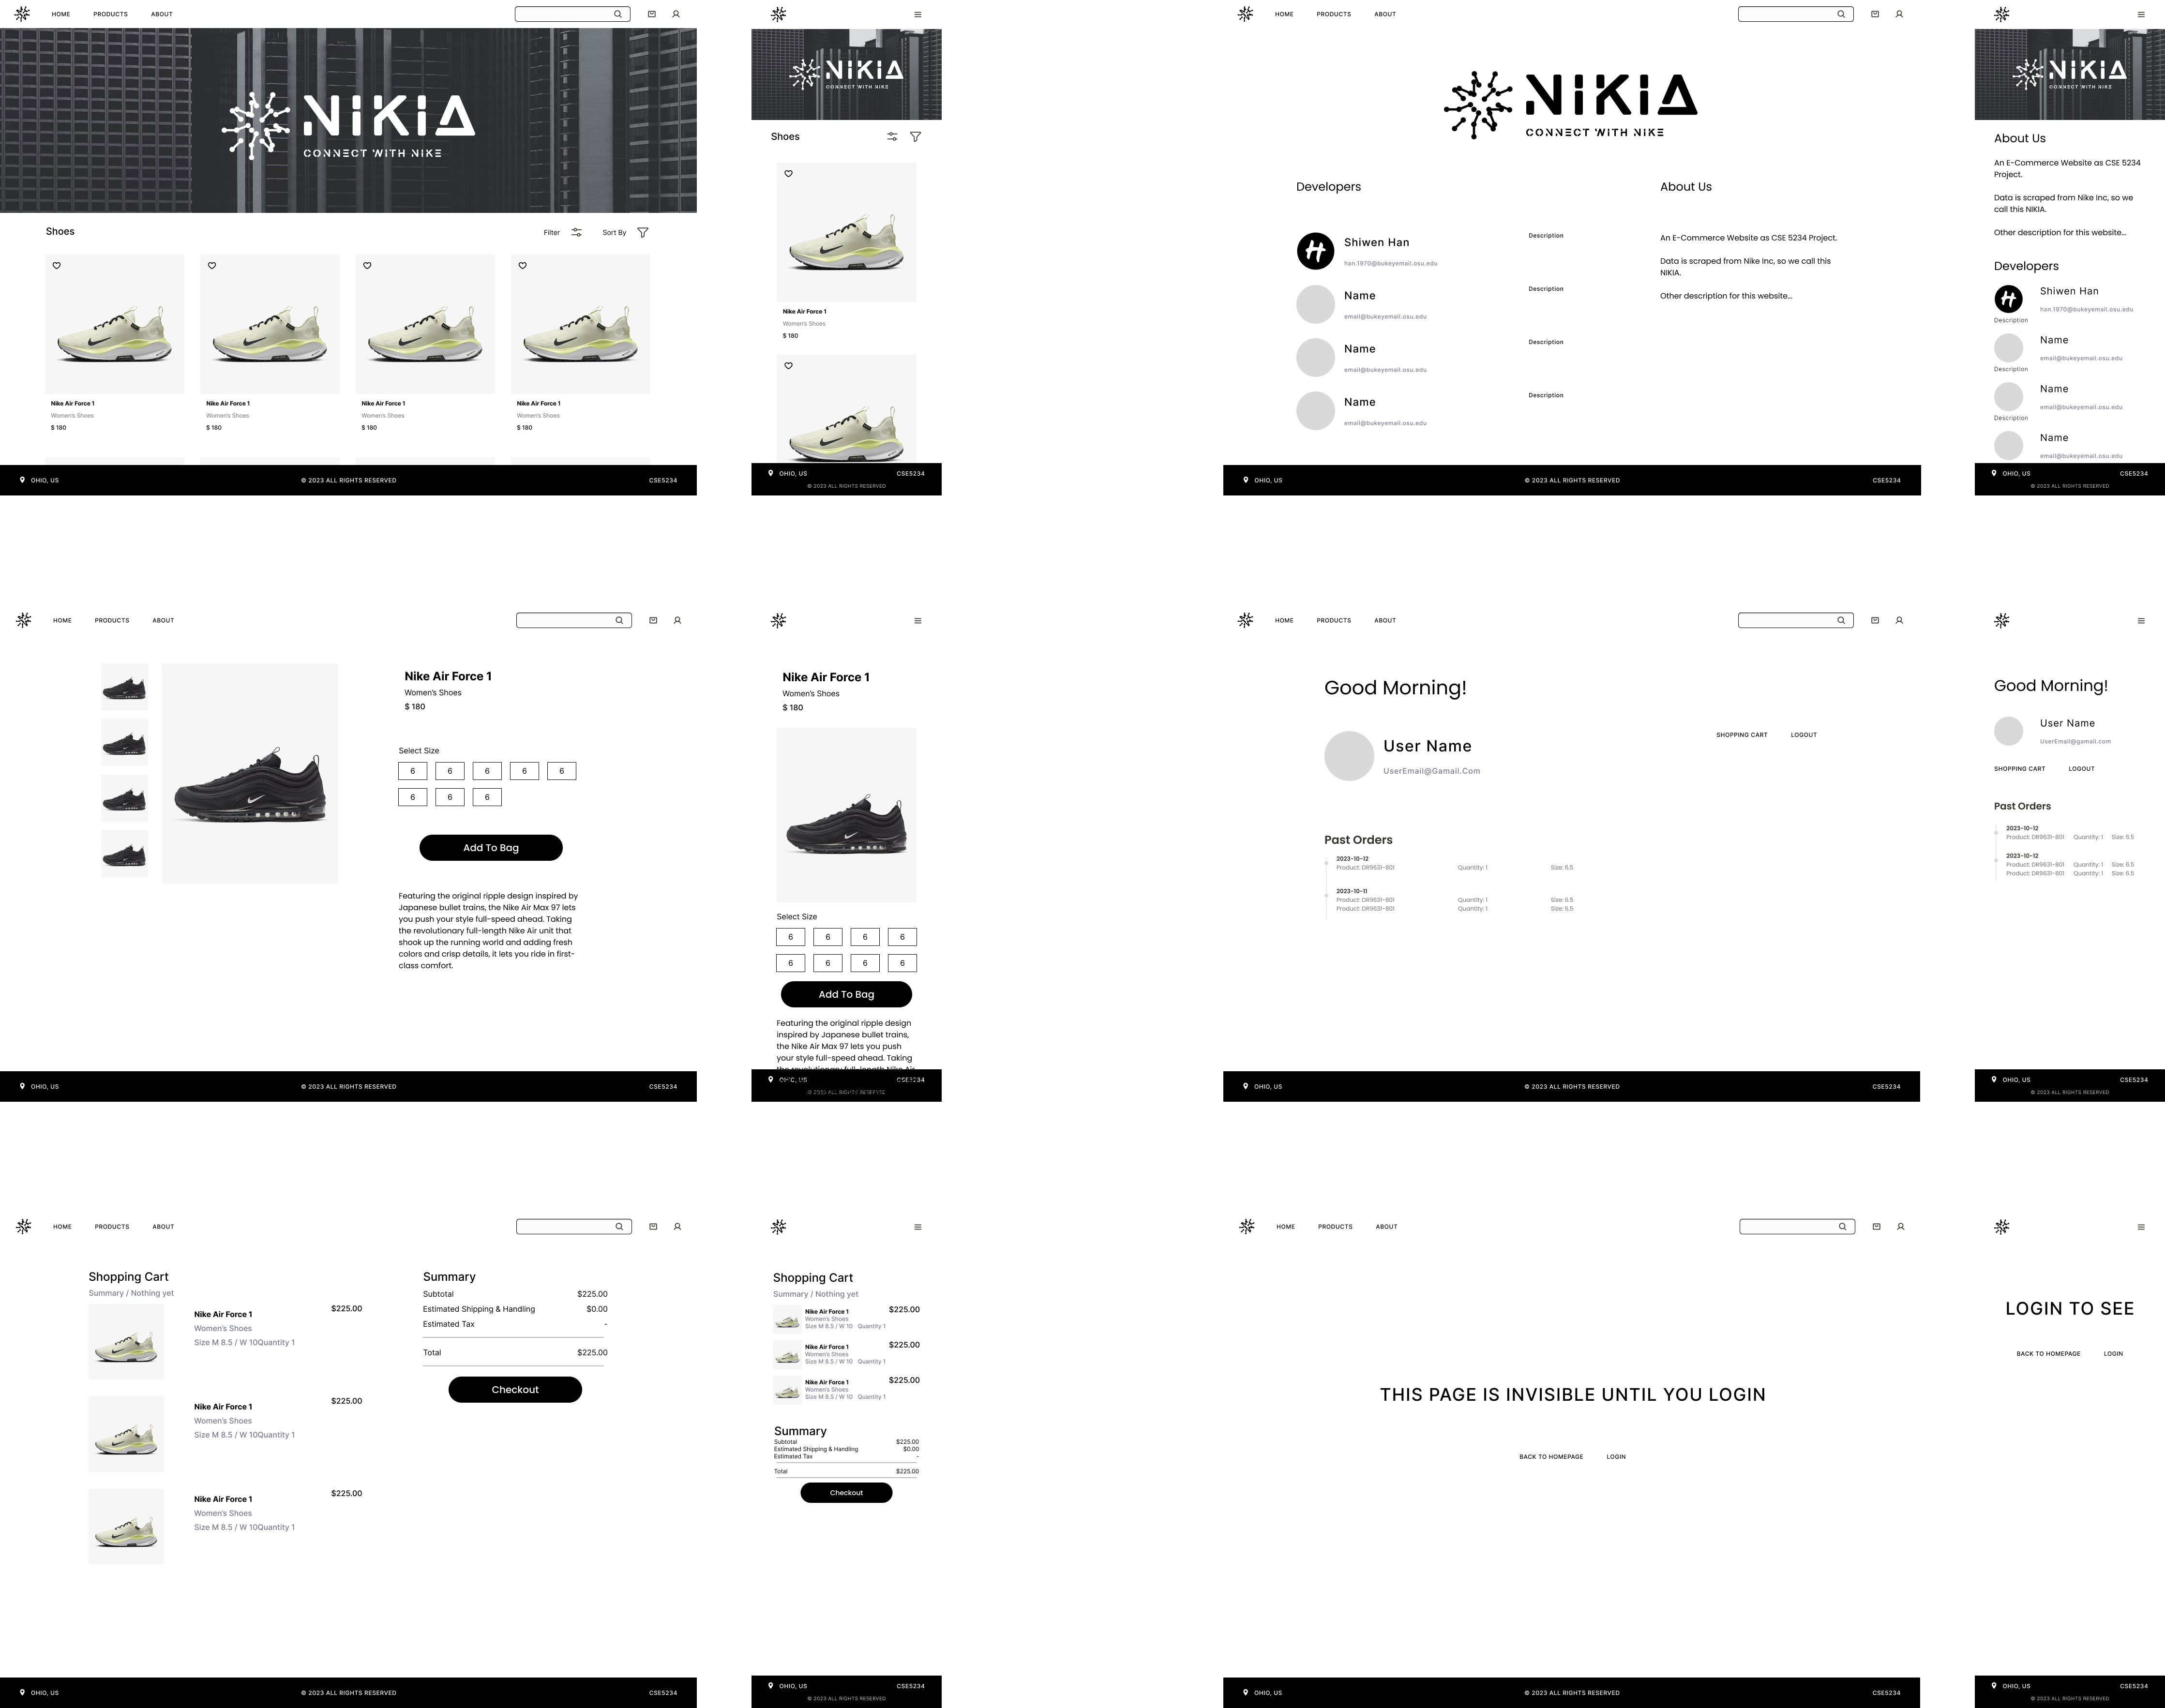 HOME PRODUCTS ABOUT
NIKIA
CONNECT WITH NIKE
Shoes
Filter Sort By
Nike Air Force 1 Nike Air Force 1 Nike Air Force 1 Nike Air Force 1
Women's Shoes Women's Shoes Women's Shoes Women's Shoes
$ 180 $ 180 $ 180 $ 180
OHIO, US © 2023 ALL RIGHTS RESERVED CSE5234
NIKIA
CONNECT WITH NIKE
Shoes
Nike Air Force 1
Women's Shoes
$ 180
OHIO, US CSE5234
© 2023 ALL RIGHTS RESERVED
HOME PRODUCTS ABOUT
NIKIA
CONNECT WITH NIKE
Developers
Shiwen Han Description
han.1970@bukeyemail.osu.edu
Name Description
email@bukeyemail.osu.edu
Name Description
email@bukeyemail.osu.edu
Name Description
email@bukeyemail.osu.edu
About Us
An E-Commerce Website as CSE 5234 Project.
Data is scraped from Nike Inc, so we call this
NIKIA.
Other description for this website...
OHIO, US © 2023 ALL RIGHTS RESERVED CSE5234
NIKIA
CONNECT WITH NIKE
About Us
An E-Commerce Website as CSE 5234
Project.
Data is scraped from Nike Inc, so we
call this NIKIA.
Other description for this website...
Developers
Shiwen Han
han.1970@bukeyemail.osu.edu
Description
Name
email@bukeyemail.osu.edu
Description
Name
email@bukeyemail.osu.edu
Description
Name
email@bukeyemail.osu.edu
OHIO, US CSE5234
© 2023 ALL RIGHTS RESERVED
HOME PRODUCTS ABOUT
Nike Air Force 1
Women's Shoes
$ 180
Select Size
6 6 6 6 6
6 6 6
Add To Bag
Featuring the original ripple design inspired by
Japanese bullet trains, the Nike Air Max 97 lets
you push your style full-speed ahead. Taking
the revolutionary full-length Nike Air unit that
shook up the running world and adding fresh
colors and crisp details, it lets you ride in first-
class comfort.
OHIO, US © 2023 ALL RIGHTS RESERVED CSE5234
Nike Air Force 1
Women's Shoes
$ 180
Select Size
6 6 6 6
6 6 6 6
Add To Bag
Featuring the original ripple design
inspired by Japanese bullet trains,
the Nike Air Max 97 lets you push
your style full-speed ahead. Taking
the revolutionary full-length Nike Air
OHIO, US CSE5234
© 2023 ALL RIGHTS RESERVED
HOME PRODUCTS ABOUT
Good Morning!
User Name
UserEmail@Gamail.Com
SHOPPING CART LOGOUT
Past Orders
2023-10-12
Product: DR9631-801 Quantity: 1 Size: 6.5
2023-10-11
Product: DR9631-801 Quantity: 1 Size: 6.5
Product: DR9631-801 Quantity: 1 Size: 6.5
OHIO, US © 2023 ALL RIGHTS RESERVED CSE5234
Good Morning!
User Name
UserEmail@gamail.com
SHOPPING CART LOGOUT
Past Orders
2023-10-12
Product: DR9631-801 Quantity: 1 Size: 6.5
2023-10-12
Product: DR9631-801 Quantity: 1 Size: 6.5
Product: DR9631-801 Quantity: 1 Size: 6.5
OHIO, US CSE5234
© 2023 ALL RIGHTS RESERVED
HOME PRODUCTS ABOUT
Shopping Cart
Summary / Nothing yet
Nike Air Force 1 $225.00
Women's Shoes
Size M 8.5 / W 10Quantity 1
Nike Air Force 1 $225.00
Women's Shoes
Size M 8.5 / W 10Quantity 1
Nike Air Force 1 $225.00
Women's Shoes
Size M 8.5 / W 10Quantity 1
Summary
Subtotal $225.00
Estimated Shipping & Handling $0.00
Estimated Tax -
Total $225.00
Checkout
OHIO, US © 2023 ALL RIGHTS RESERVED CSE5234
Shopping Cart
Summary / Nothing yet
Nike Air Force 1 $225.00
Women's Shoes
Size M 8.5 / W 10 Quantity 1
Nike Air Force 1 $225.00
Women's Shoes
Size M 8.5 / W 10 Quantity 1
Nike Air Force 1 $225.00
Women's Shoes
Size M 8.5 / W 10 Quantity 1
Summary
Subtotal $225.00
Estimated Shipping & Handling $0.00
Estimated Tax -
Total $225.00
Checkout
OHIO, US CSE5234
© 2023 ALL RIGHTS RESERVED
HOME PRODUCTS ABOUT
THIS PAGE IS INVISIBLE UNTIL YOU LOGIN
BACK TO HOMEPAGE LOGIN
OHIO, US © 2023 ALL RIGHTS RESERVED CSE5234
LOGIN TO SEE
BACK TO HOMEPAGE LOGIN
OHIO, US CSE5234
© 2023 ALL RIGHTS RESERVED